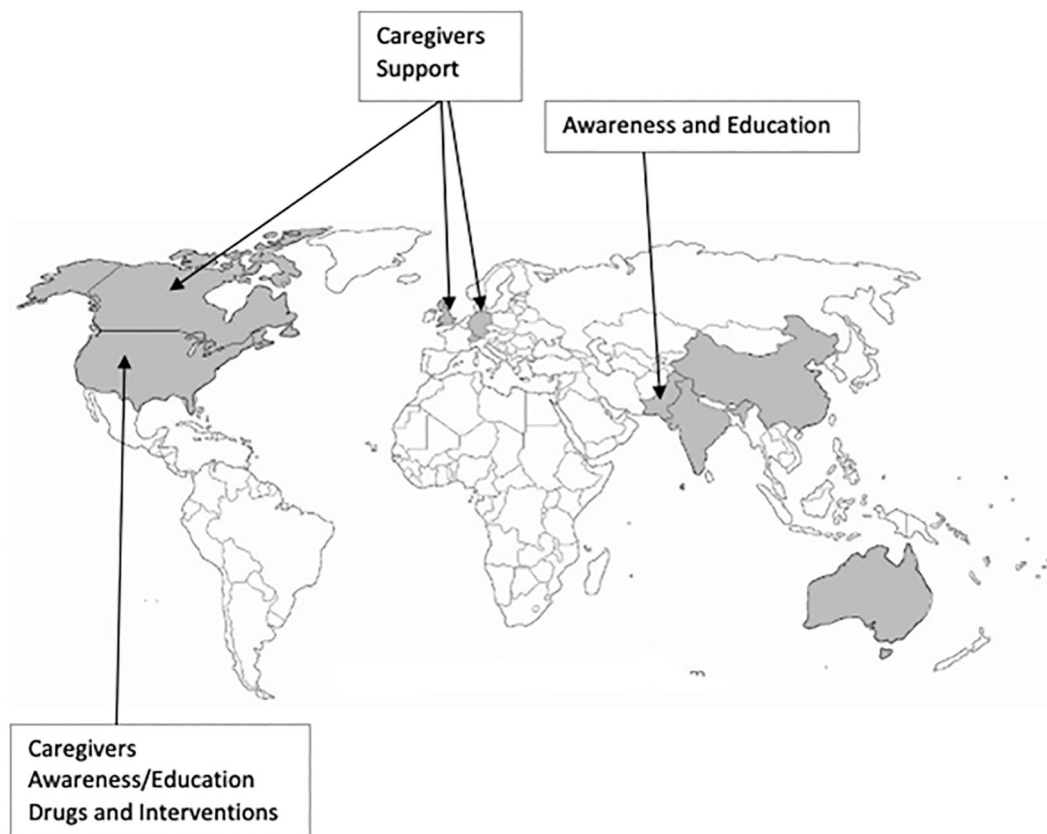 Caregivers
Support
Awareness and Education
Caregivers
Awareness/Education
Drugs and Interventions